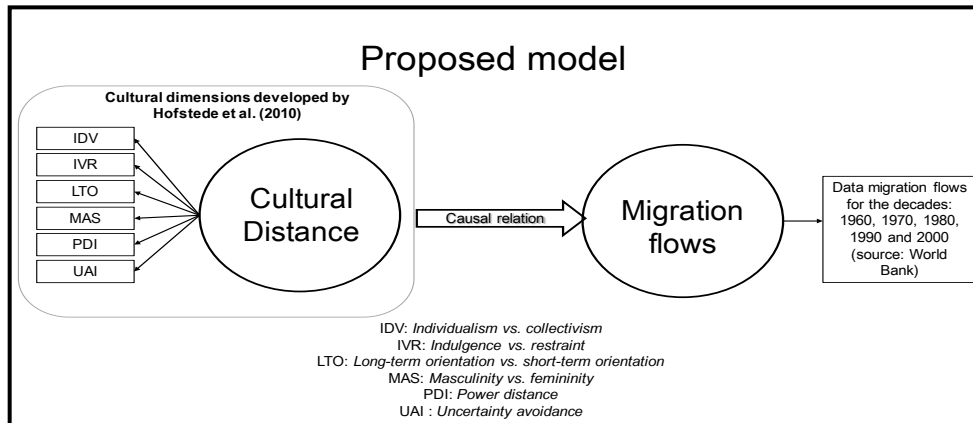 Proposed model
Cultural dimensions developed by
Hofstede et al. (2010)
IDV
IVR
LTO
MAS
PDI
UAI
Cultural
Distance
Causal relation
Migration
flows
Data migration flows
for the decades:
1960, 1970, 1980,
1990 and 2000
(source: World
Bank)
IDV: Individualism vs. collectivism
IVR: Indulgence vs. restraint
LTO: Long-term orientation vs. short-term orientation
MAS: Masculinity vs. femininity
PDI: Power distance
UAI : Uncertainty avoidance